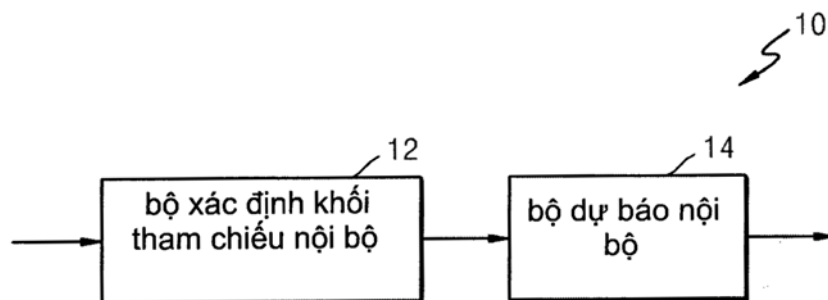 10
12
bộ xác định khối
tham chiếu nội bộ
14
bộ dự báo nội
bộ